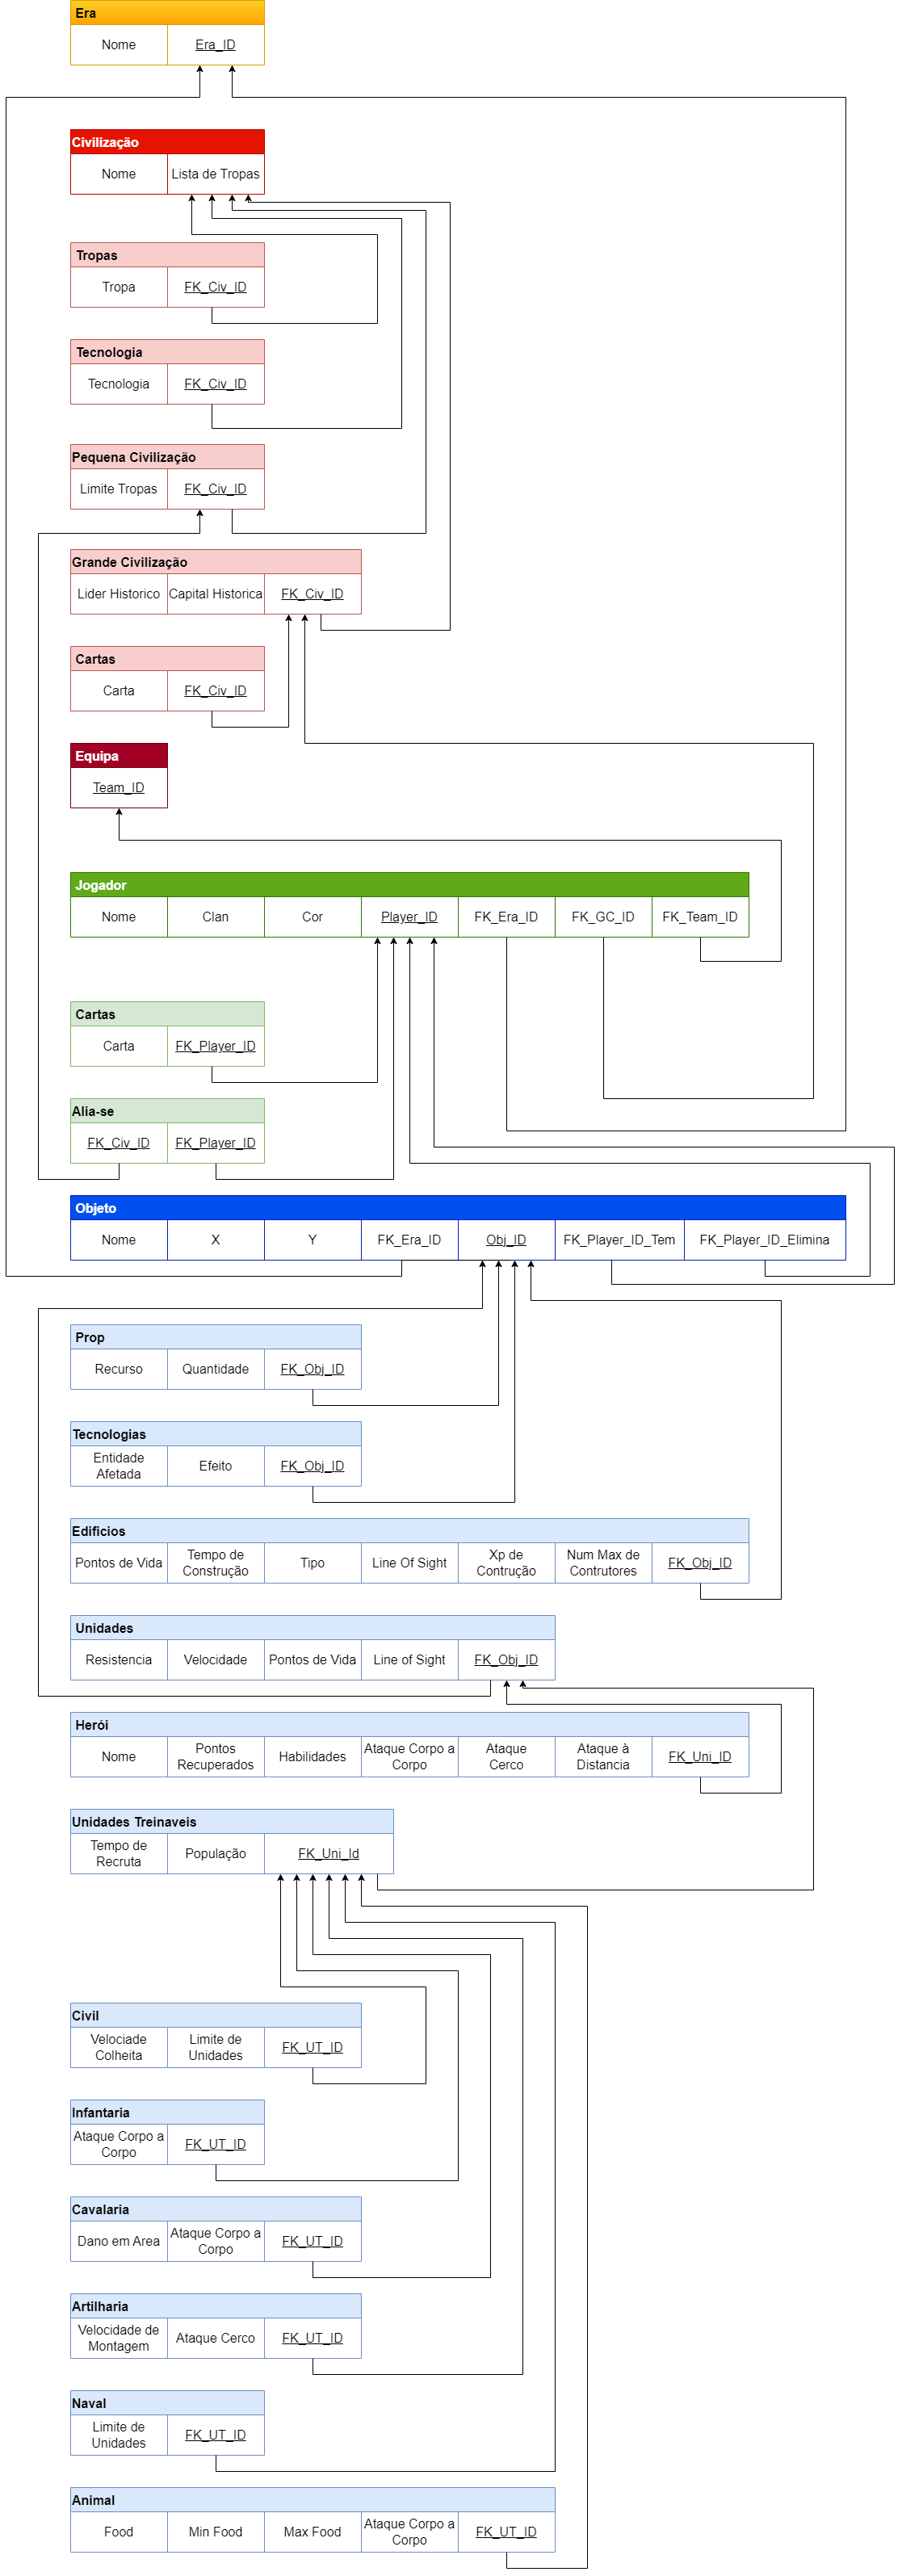 Era
Nome Era_ID
Civilização
Nome Lista de Tropas
Tropas
Tropa FK_Civ_ID
Tecnologia
Tecnologia FK_Civ_ID
Pequena Civilização
Limite Tropas FK_Civ_ID
Grande Civilização
Lider Historico Capital Historica FK_Civ_ID
Cartas
Carta FK_Civ_ID
Equipa
Team_ID
Jogador
Nome Clan Cor Player_ID FK_Era_ID FK_GC_ID FK_Team_ID
Cartas
Carta FK_Player_ID
Alia-se
FK_Civ_ID FK_Player_ID
Objeto
Nome X Y FK_Era_ID Obj_ID FK_Player_ID_Tem FK_Player_ID_Elimina
Prop
Recurso Quantidade FK_Obj_ID
Tecnologias
Entidade
Afetada
Efeito
FK_Obj_ID
Edificios
Pontos de Vida
Tempo de
Construção
Tipo
Line Of Sight
Xp de
Contrução
Num Max de
Contrutores
FK_Obj_ID
Unidades
Resistencia Velocidade Pontos de Vida Line of Sight FK_Obj_ID
Herói
Nome
Pontos
Recuperados
Habilidades
Ataque Corpo a
Corpo
Ataque
Cerco
Ataque à
Distancia
FK_Uni_ID
Unidades Treinaveis
Tempo de
Recruta
População
FK_Uni_Id
Civil
Velociade
Colheita
Limite de
Unidades
FK_UT_ID
Infantaria
Ataque Corpo a
Corpo
FK_UT_ID
Cavalaria
Dano em Area
Ataque Corpo a
Corpo
FK_UT_ID
Artilharia
Velocidade de
Montagem
Ataque Cerco
FK_UT_ID
Naval
Limite de
Unidades
FK_UT_ID
Animal
Food
Min Food
Max Food
Ataque Corpo a
Corpo
FK_UT_ID